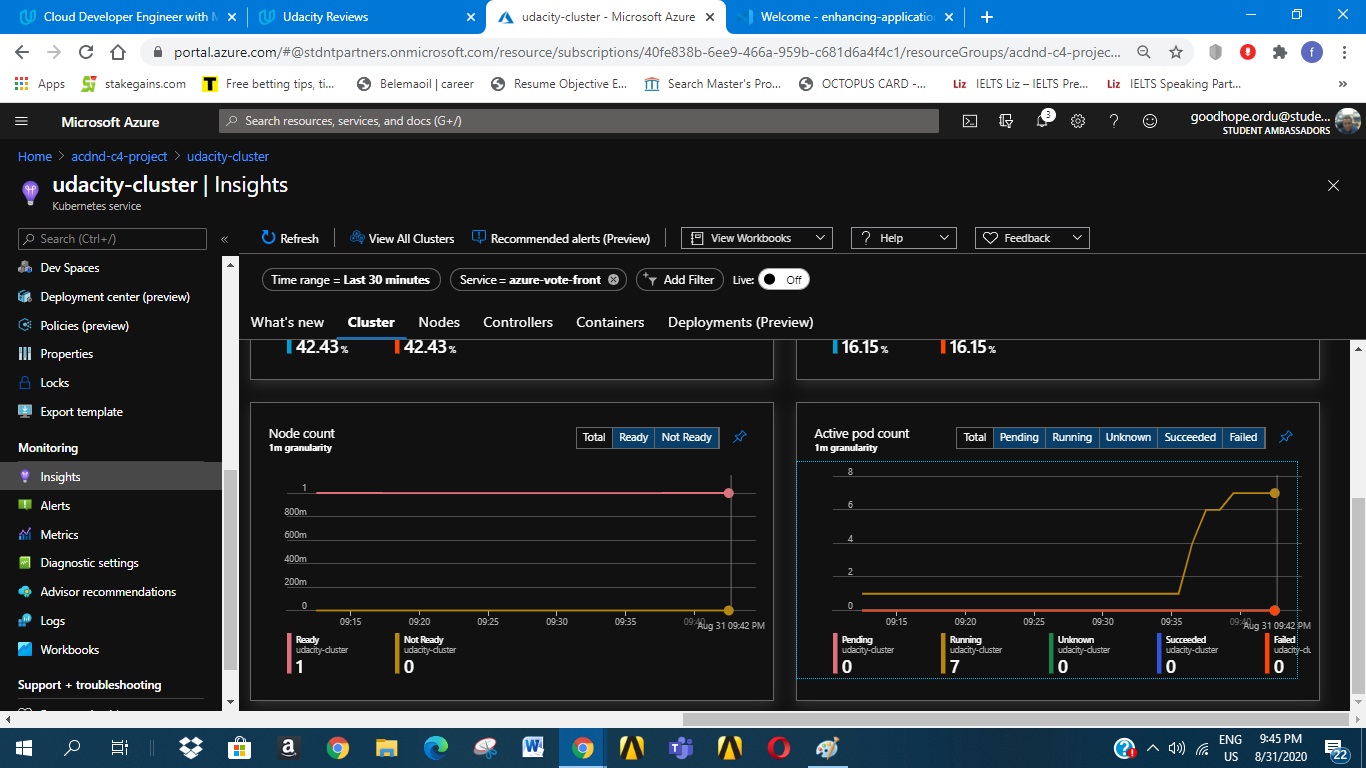 Cloud Developer Engineer with M
Udacity Reviews
udacity-cluster - Microsoft Azure
Welcome - enhancing-application
portal.azure.com/#@stdntpartners.onmicrosoft.com/resource/subscriptions/40fe838b-6ee9-466a-959b-c681d6a4f4c1/resourceGroups/acdnd-c4-projec...
f
Apps
stakegains.com
Free betting tips, ti...
Belemaoil | career
Resume Objective E...
Search Master's Pro...
OCTOPUS CARD -...
Liz IELTS Liz – IELTS Pre...
Liz IELTS Speaking Part...
»
Microsoft Azure
Search resources, services, and docs (G+/)
3
goodhope.ordu@stude...
STUDENT AMBASSADORS
Home > acdnd-c4-project > udacity-cluster
udacity-cluster | Insights
Kubernetes service
Search (Ctrl+/)
«
Refresh
View All Clusters
Recommended alerts (Preview)
View Workbooks
Help
Feedback
Dev Spaces
Deployment center (preview)
Policies (preview)
Properties
Locks
Export template
Monitoring
Insights
Alerts
Metrics
Diagnostic settings
Advisor recommendations
Logs
Workbooks
Support + troubleshooting
Time range = Last 30 minutes
Service = azure-vote-front
Add Filter
Live: Off
What's new
Cluster
Nodes
Controllers
Containers
Deployments (Preview)
42.43% 42.43%
16.15% 16.15%
Node count
1m granularity
Total Ready Not Ready
1
800m
600m
400m
200m
0
09:15 09:20 09:25 09:30 09:35 09:40
Aug 31 09:42 PM
Ready
udacity-cluster
1
Not Ready
udacity-cluster
0
Active pod count
1m granularity
Total Pending Running Unknown Succeeded Failed
8
6
4
2
0
09:15 09:20 09:25 09:30 09:35 09:40
Aug 31 09:42 PM
Pending
udacity-cluster
0
Running
udacity-cluster
7
Unknown
udacity-cluster
0
Succeeded
udacity-cluster
0
Failed
udacity-clu
0
ENG
US
9:45 PM
8/31/2020
22